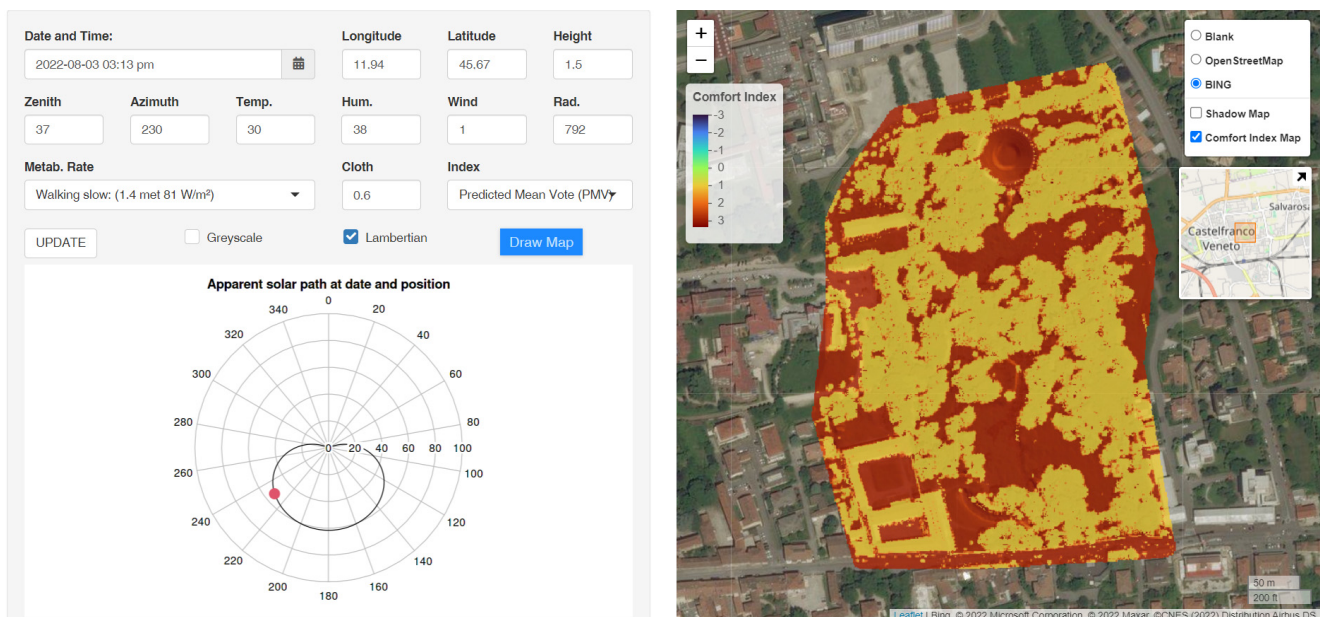 Date and Time: Longitude Latitude Height
2022-08-03 03:13 pm 11.94 45.67 1.5
Zenith Azimuth Temp. Hum. Wind Rad.
37 230 30 38 1 792
Metab. Rate Cloth Index
Walking slow: (1.4 met 81 W/m²) 0.6 Predicted Mean Vote (PMV)
UPDATE Greyscale Lambertian Draw Map
Apparent solar path at date and position
0
340 20
320 40
300 60
280 80
0 20 40 60 80 100
260 100
240 120
220 140
200 160
180
+
−
Comfort Index
-3
-2
-1
0
1
2
3
Blank
OpenStreetMap
BING
Shadow Map
Comfort Index Map
Salvarosa
Castelfranco
Veneto
50 m
200 ft
Leaflet | Bing, © 2022 Microsoft Corporation, © 2022 Maxar, ©CNES (2022) Distribution Airbus DS